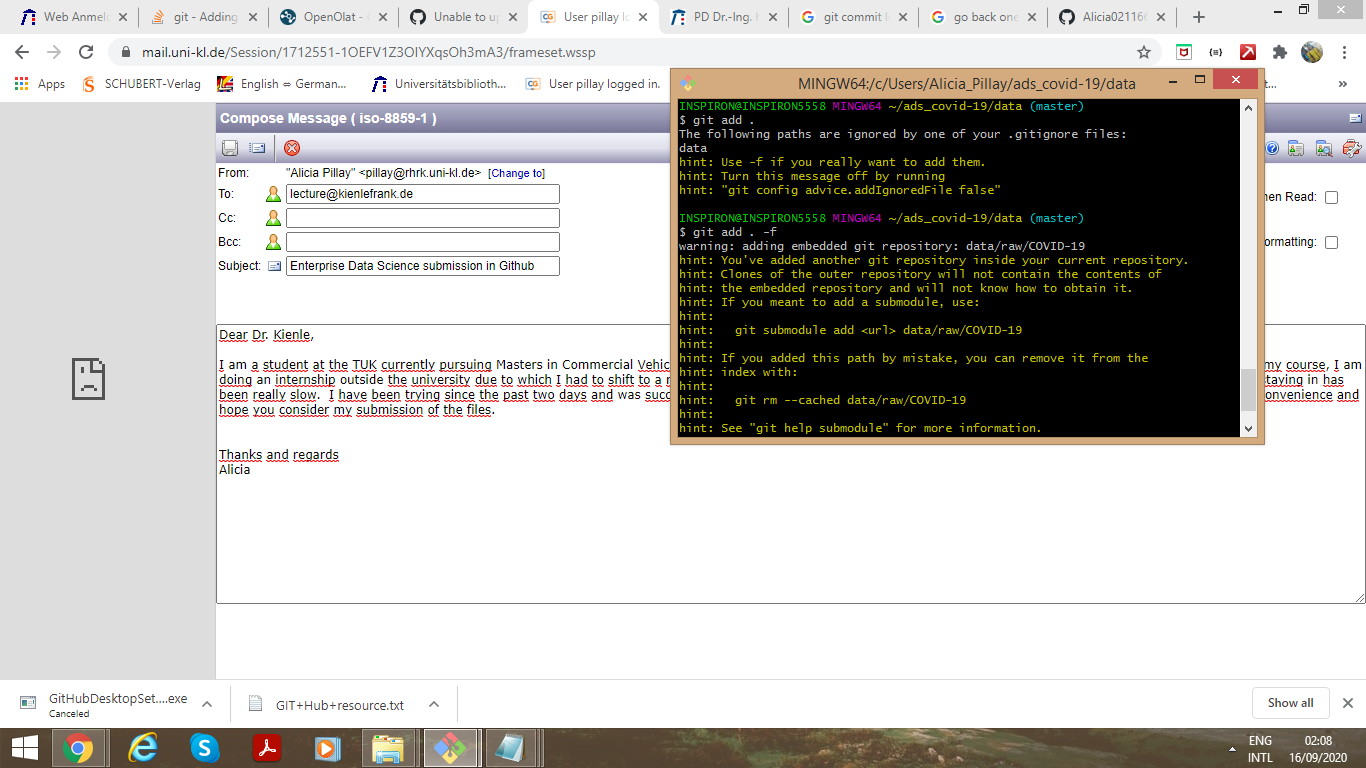 Web Anmel
git - Adding
OpenOlat -
Unable to up
User pillay lo
PD Dr.-Ing.
git commit l
go back one
Alicia02116
mail.uni-kl.de/Session/1712551-1OEFV1Z3OIYXqsOh3mA3/frameset.wssp
Apps
SCHUBERT-Verlag
English ⇔ German...
Universitätsbiblioth...
User pillay logged in.
MINGW64:/c/Users/Alicia_Pillay/ads_covid-19/data
INSPIRON@INSPIRON5558 MINGW64 ~/ads_covid-19/data (master)
$ git add .
The following paths are ignored by one of your .gitignore files:
data
hint: Use -f if you really want to add them.
hint: Turn this message off by running
hint: "git config advice.addIgnoredFile false"
INSPIRON@INSPIRON5558 MINGW64 ~/ads_covid-19/data (master)
$ git add . -f
warning: adding embedded git repository: data/raw/COVID-19
hint: You've added another git repository inside your current repository.
hint: Clones of the outer repository will not contain the contents of
hint: the embedded repository and will not know how to obtain it.
hint: If you meant to add a submodule, use:
hint:
hint:   git submodule add <url> data/raw/COVID-19
hint:
hint: If you added this path by mistake, you can remove it from the
hint: index with:
hint:
hint:   git rm --cached data/raw/COVID-19
hint:
hint: See "git help submodule" for more information.
Compose Message ( iso-8859-1 )
From: "Alicia Pillay" <pillay@rhrk.uni-kl.de> [Change to]
To: lecture@kienlefrank.de
hen Read:
Cc:
Bcc:
ormatting:
Subject: Enterprise Data Science submission in Github
Dear Dr. Kienle,
I am a student at the TUK currently pursuing Masters in Commercial Vehic my course, I am
doing an internship outside the university due to which I had to shift to a staying in has
been really slow. I have been trying since the past two days and was succ convenience and
hope you consider my submission of the files.
Thanks and regards
Alicia
GitHubDesktopSet....exe
Canceled
GIT+Hub+resource.txt
Show all
ENG
INTL
02:08
16/09/2020